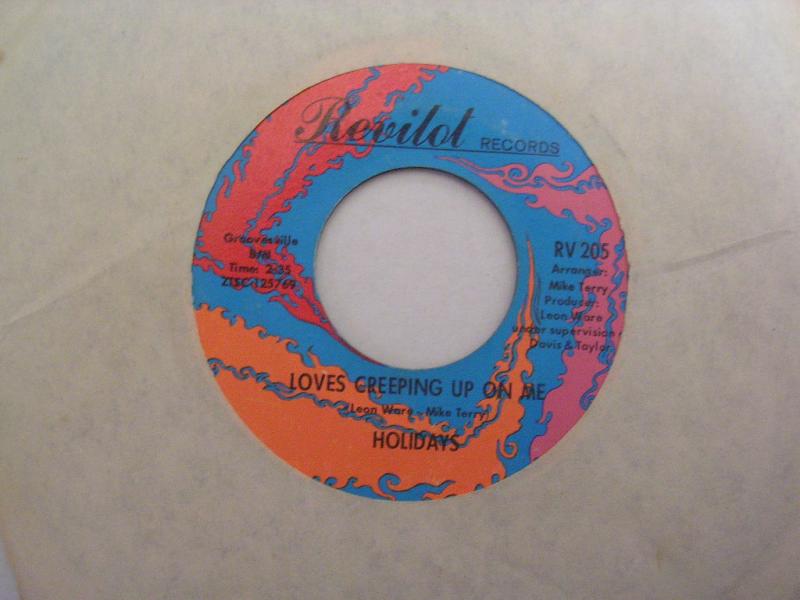 Revilot RECORDS
Groovesville
BMI
Time: 2:35
ZTSC-125769
RV 205
Arranger:
Mike Terry
Producer:
Leon Ware
under supervision
Davis & Taylor
LOVES CREEPING UP ON ME
(Leon Ware - Mike Terry)
HOLIDAYS